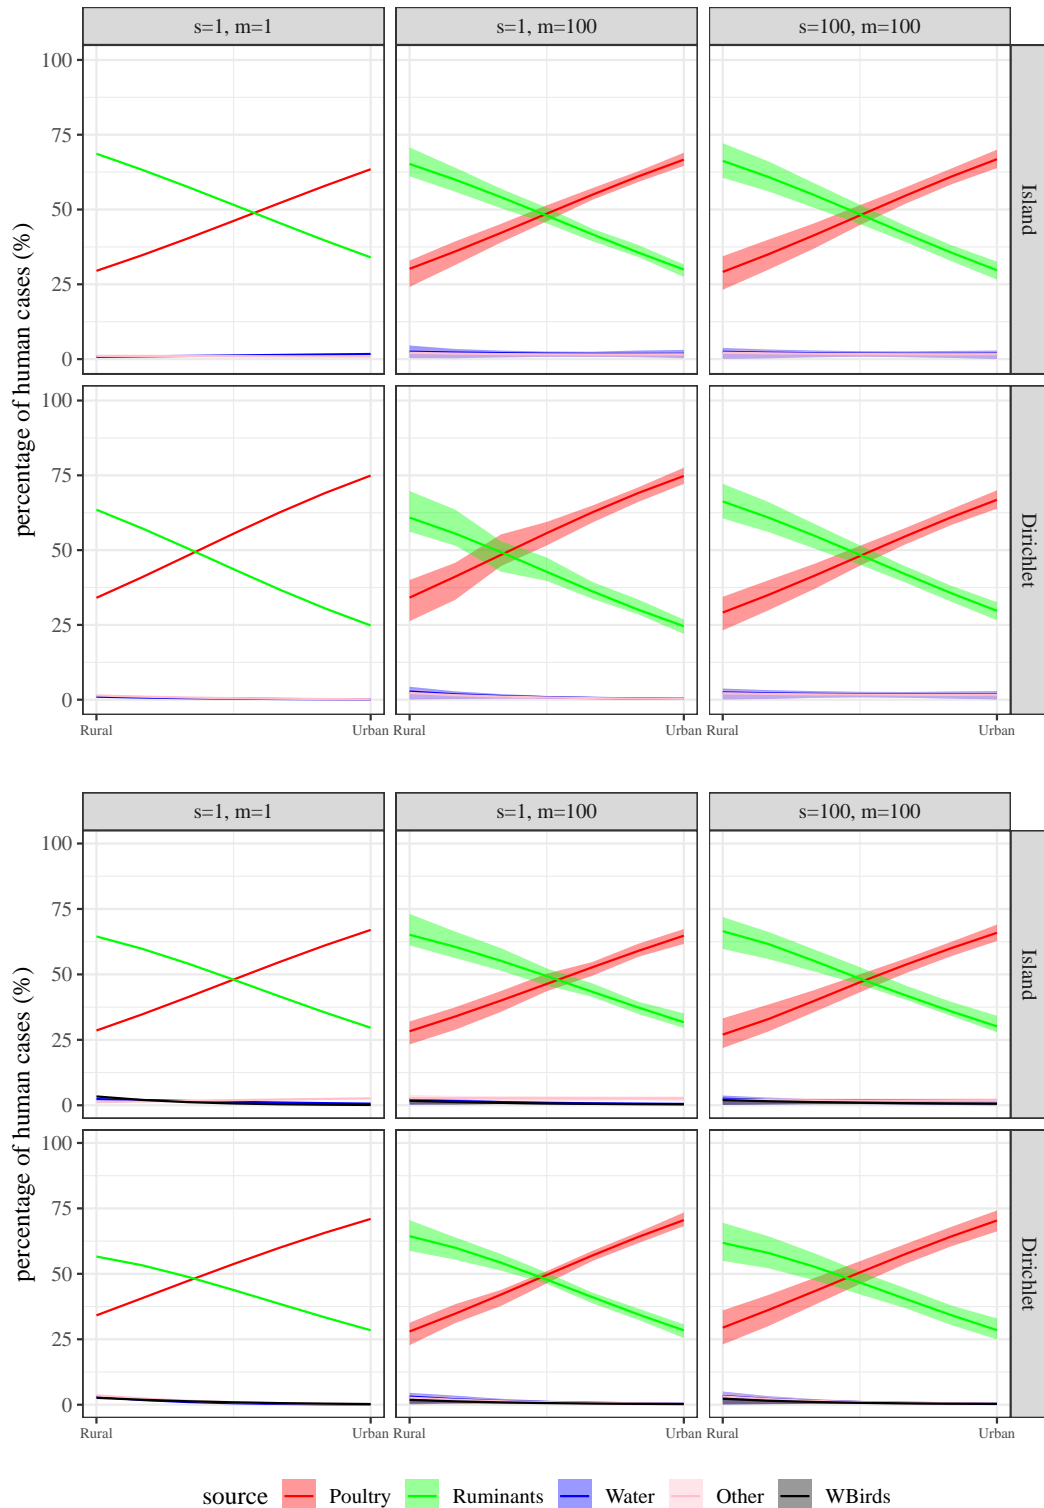 s=1, m=1
s=1, m=100
s=100, m=100
percentage of human cases (%)
100
75
50
25
0
Island
100
75
50
25
0
Dirichlet
Rural
Urban
Rural
Urban
Rural
Urban
s=1, m=1
s=1, m=100
s=100, m=100
percentage of human cases (%)
100
75
50
25
0
Island
100
75
50
25
0
Dirichlet
Rural
Urban
Rural
Urban
Rural
Urban
source Poultry Ruminants Water Other WBirds